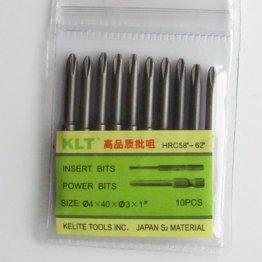 KLT 高品质批咀 HRC58°-62°
INSERT BITS
POWER BITS
SIZE: Ø4×40×Ø3×1# 10PCS
KELITE TOOLS INC. JAPAN S2 MATERIAL